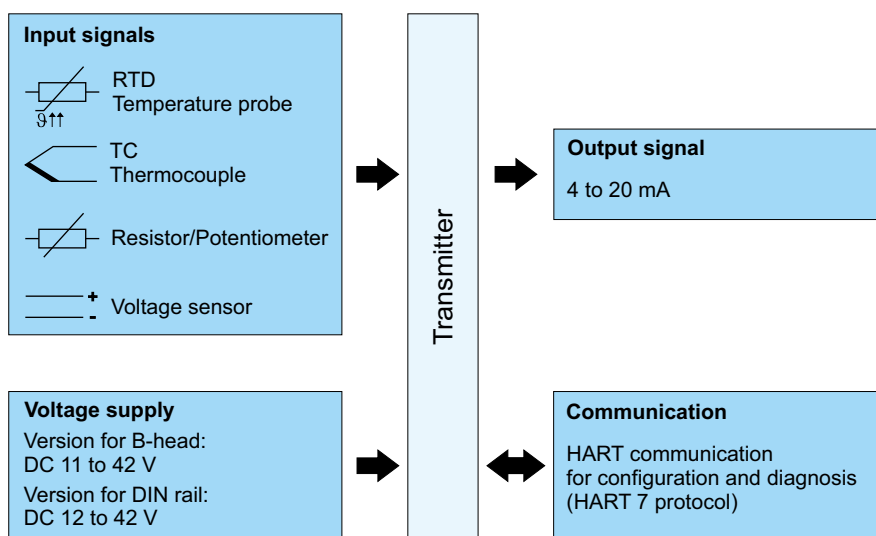 Input signals
RTD
Temperature probe
ϑ↑↑
TC
Thermocouple
Resistor/Potentiometer
+
-
Voltage sensor
Voltage supply
Version for B-head:
DC 11 to 42 V
Version for DIN rail:
DC 12 to 42 V
Transmitter
Output signal
4 to 20 mA
Communication
HART communication
for configuration and diagnosis
(HART 7 protocol)